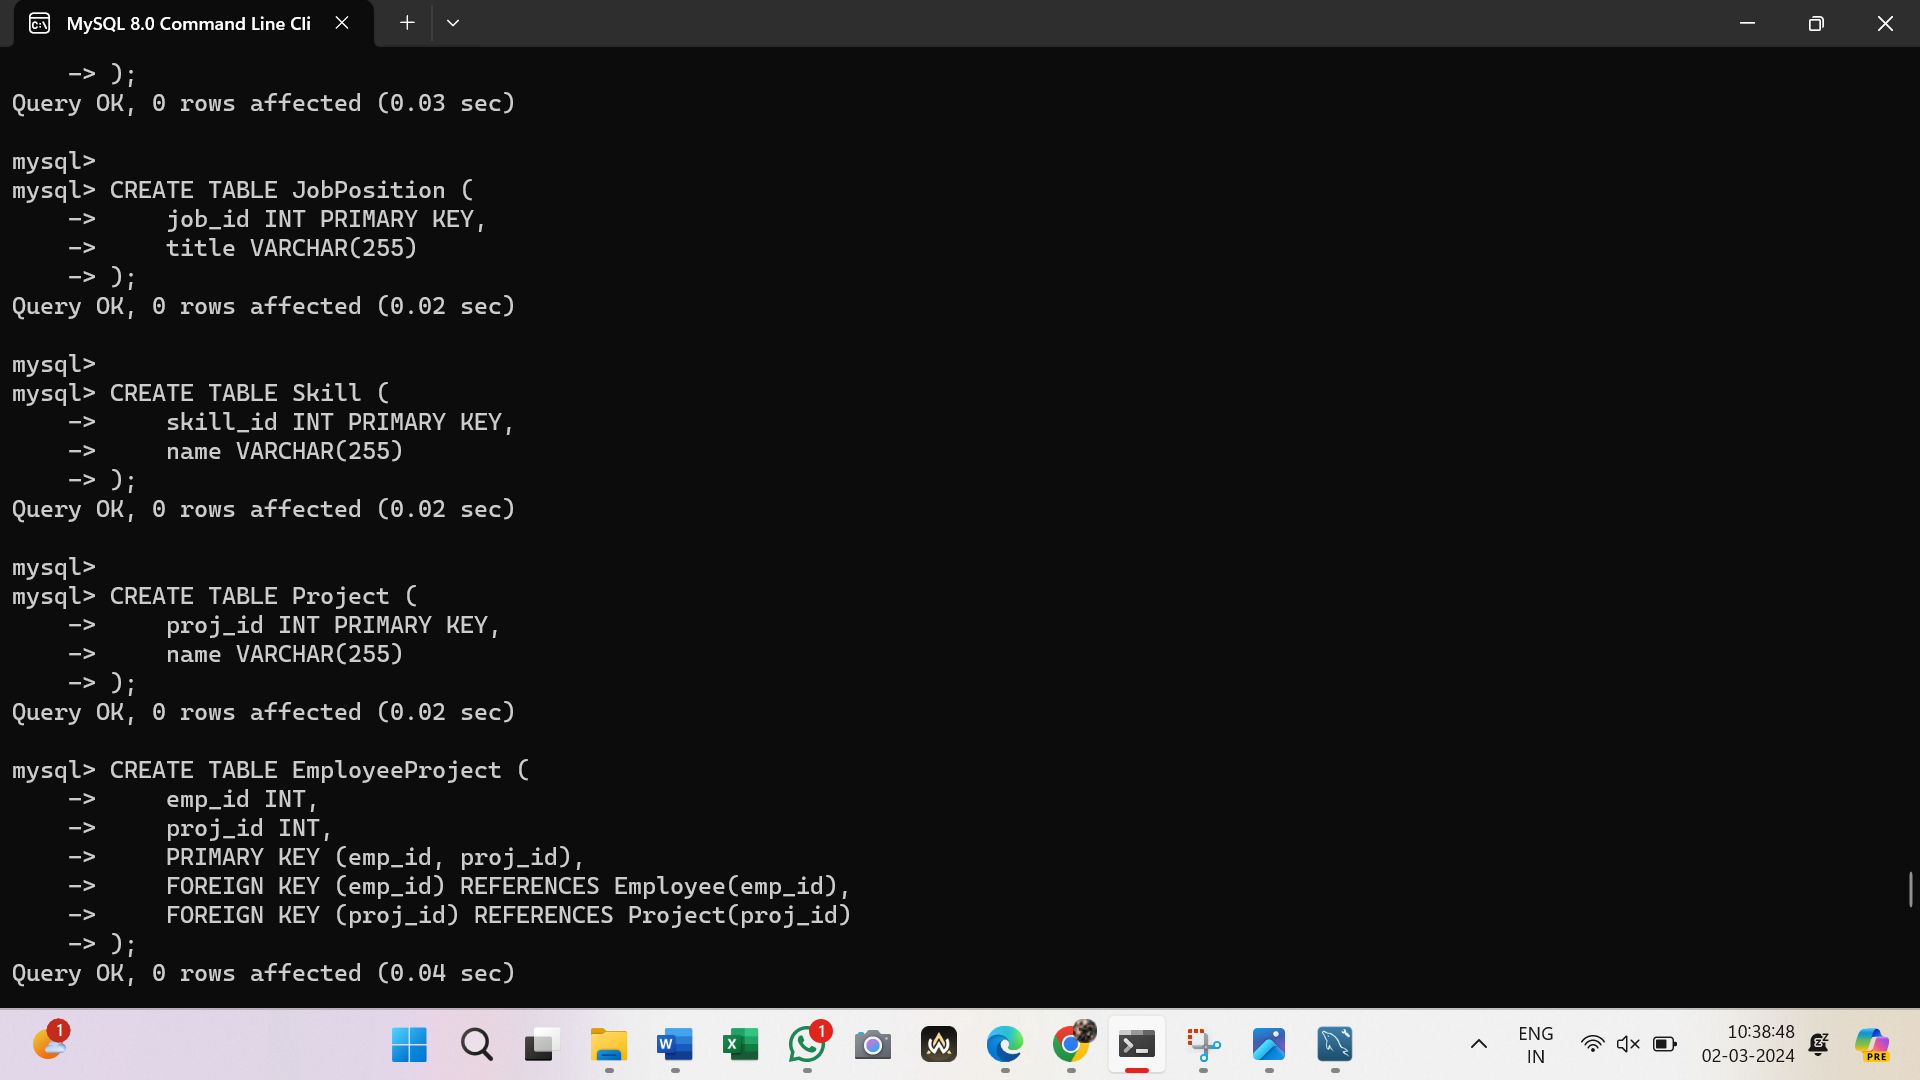 MySQL 8.0 Command Line Cli
    -> );
Query OK, 0 rows affected (0.03 sec)
mysql>
mysql> CREATE TABLE JobPosition (
    ->     job_id INT PRIMARY KEY,
    ->     title VARCHAR(255)
    -> );
Query OK, 0 rows affected (0.02 sec)
mysql>
mysql> CREATE TABLE Skill (
    ->     skill_id INT PRIMARY KEY,
    ->     name VARCHAR(255)
    -> );
Query OK, 0 rows affected (0.02 sec)
mysql>
mysql> CREATE TABLE Project (
    ->     proj_id INT PRIMARY KEY,
    ->     name VARCHAR(255)
    -> );
Query OK, 0 rows affected (0.02 sec)
mysql> CREATE TABLE EmployeeProject (
    ->     emp_id INT,
    ->     proj_id INT,
    ->     PRIMARY KEY (emp_id, proj_id),
    ->     FOREIGN KEY (emp_id) REFERENCES Employee(emp_id),
    ->     FOREIGN KEY (proj_id) REFERENCES Project(proj_id)
    -> );
Query OK, 0 rows affected (0.04 sec)
1
W
X
1
ENG
IN
10:38:48
02-03-2024
PRE